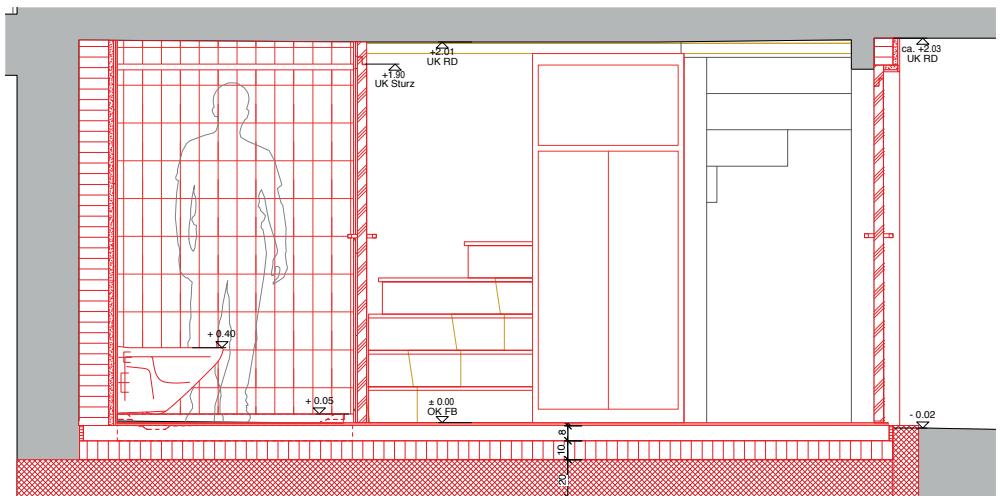 +2.01
UK RD
+1.90
UK Sturz
ca. +2.03
UK RD
+ 0.40
+ 0.05
± 0.00
OK FB
- 0.02
8
10
20